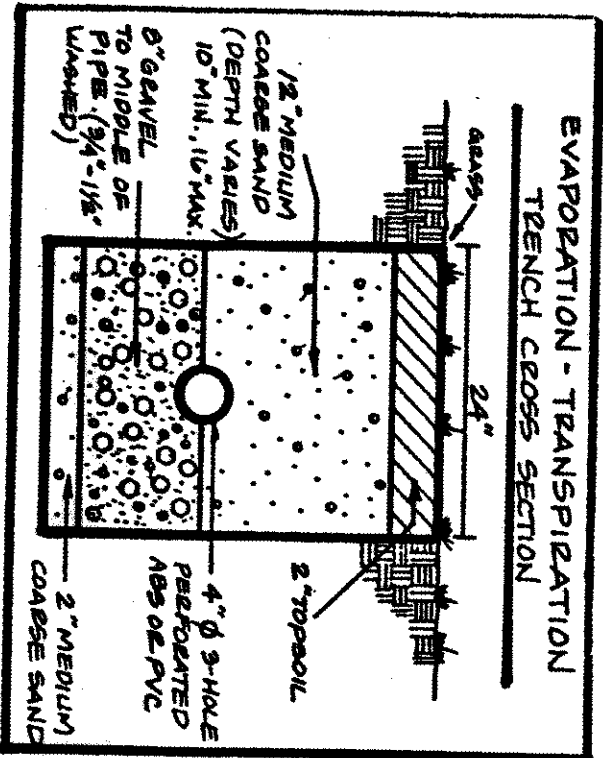 EVAPORATION - TRANSPIRATION
TRENCH CROSS SECTION
24"
GRASS
12" MEDIUM
COARSE SAND
(DEPTH VARIES)
10" MIN., 16" MAX.
8" GRAVEL
TO MIDDLE OF
PIPE. (3/4"-1 1/2"
WASHED)
2" TOPSOIL
4" Ø 3-HOLE
PERFORATED
ABS OR PVC
2" MEDIUM
COARSE SAND